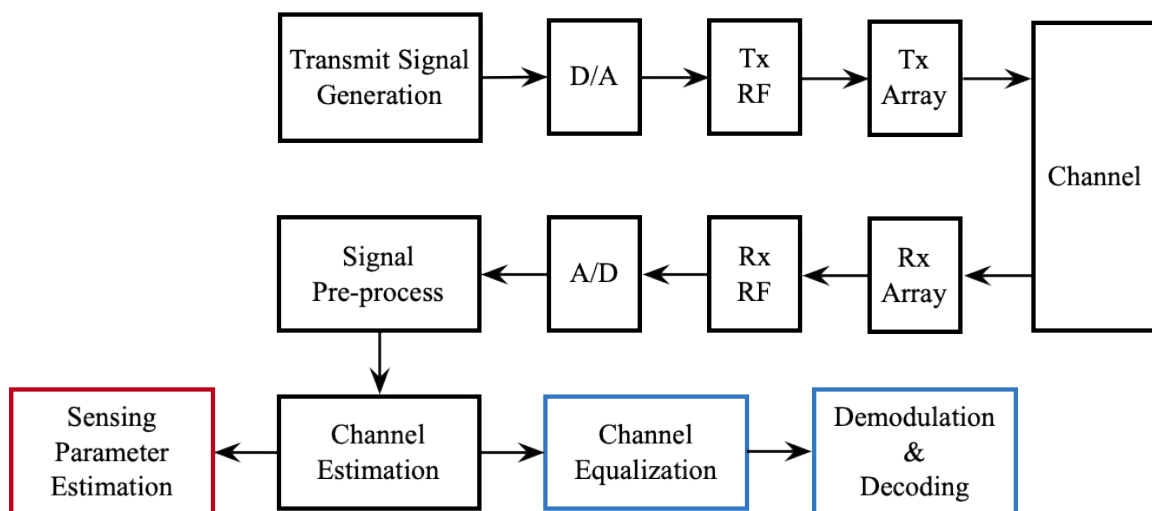 Transmit Signal
Generation
D/A
Tx
RF
Tx
Array
Channel
Signal
Pre-process
A/D
Rx
RF
Rx
Array
Sensing
Parameter
Estimation
Channel
Estimation
Channel
Equalization
Demodulation
&
Decoding